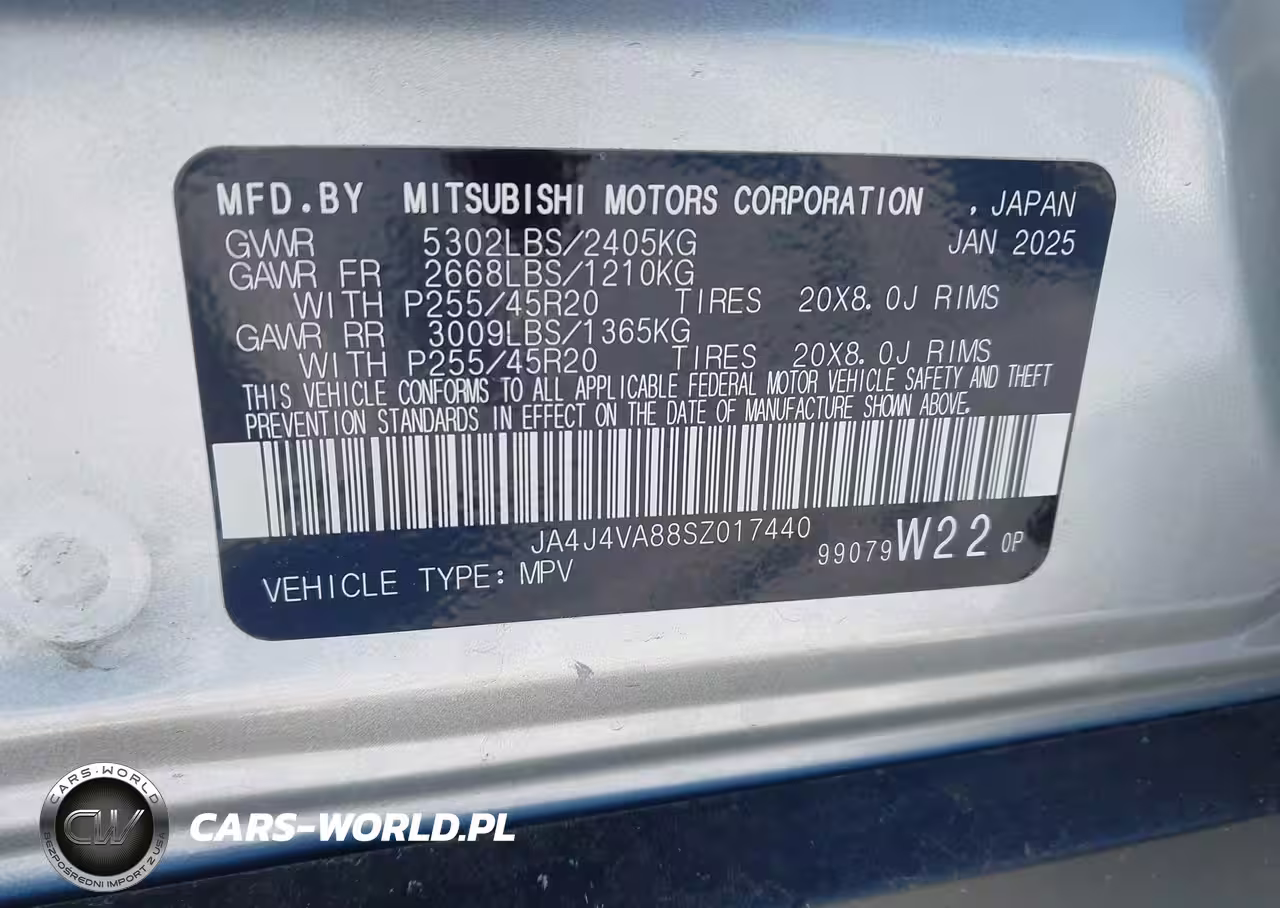 MFD.BY MITSUBISHI MOTORS CORPORATION , JAPAN
GVWR 5302LBS/2405KG JAN 2025
GAWR FR 2668LBS/1210KG
WITH P255/45R20 TIRES 20X8.0J RIMS
GAWR RR 3009LBS/1365KG
WITH P255/45R20 TIRES 20X8.0J RIMS
THIS VEHICLE CONFORMS TO ALL APPLICABLE FEDERAL MOTOR VEHICLE SAFETY AND THEFT
PREVENTION STANDARDS IN EFFECT ON THE DATE OF MANUFACTURE SHOWN ABOVE.
JA4J4VA88SZ017440
99079 W22 0P
VEHICLE TYPE: MPV
CARS-WORLD
CW
BEZPOŚREDNI IMPORT Z USA
CARS-WORLD.PL